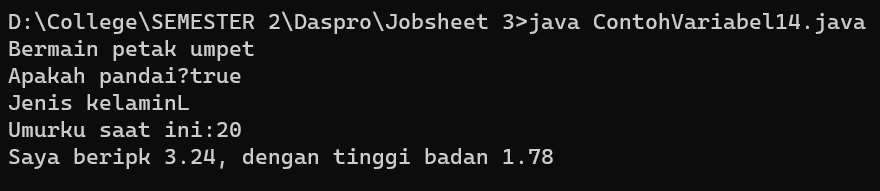 D:\College\SEMESTER 2\Daspro\Jobsheet 3>java ContohVariabel14.java
Bermain petak umpet
Apakah pandai?true
Jenis kelaminL
Umurku saat ini:20
Saya beripk 3.24, dengan tinggi badan 1.78